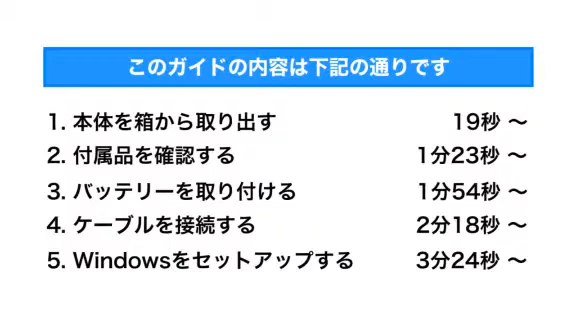 このガイドの内容は下記の通りです
1. 本体を箱から取り出す 19秒 ～
2. 付属品を確認する 1分23秒 ～
3. バッテリーを取り付ける 1分54秒 ～
4. ケーブルを接続する 2分18秒 ～
5. Windowsをセットアップする 3分24秒 ～